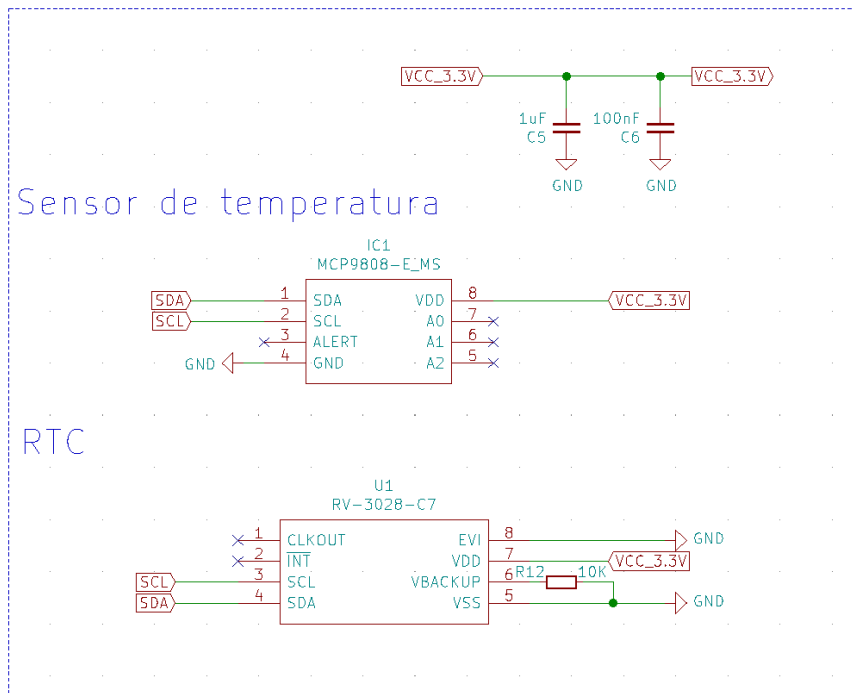 VCC_3.3V VCC_3.3V
1uF 100nF
C5 C6
GND GND
Sensor de temperatura
IC1
MCP9808-E_MS
SDA 1 SDA VDD 8 VCC_3.3V
SCL 2 SCL A0 7
3 ALERT A1 6
GND 4 GND A2 5
RTC
U1
RV-3028-C7
1 CLKOUT EVI 8 GND
2 INT VDD 7 VCC_3.3V
SCL 3 SCL VBACKUP 6 R12 10K
SDA 4 SDA VSS 5 GND